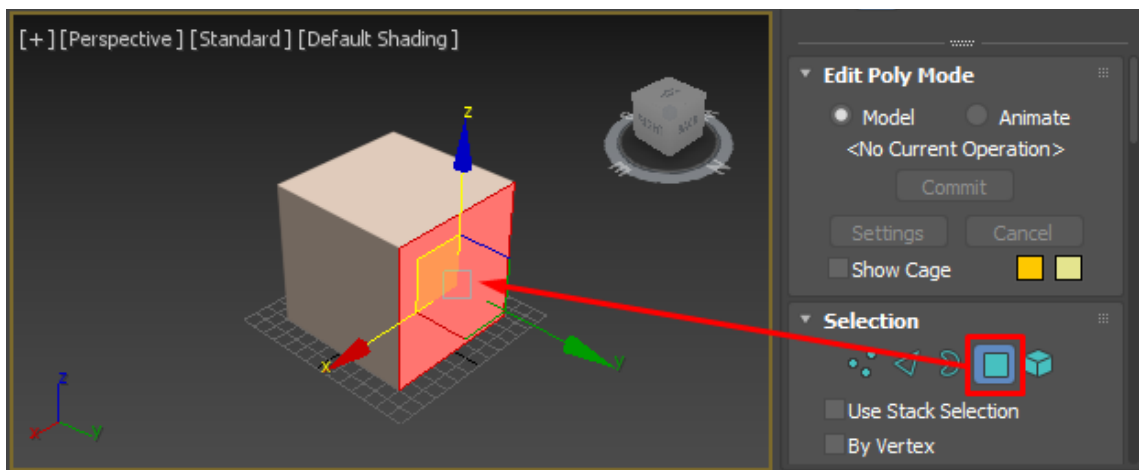 [+] [Perspective] [Standard] [Default Shading]
z
x
y
z
x
y
Edit Poly Mode
Model Animate
<No Current Operation>
Commit
Settings Cancel
Show Cage
Selection
Use Stack Selection
By Vertex